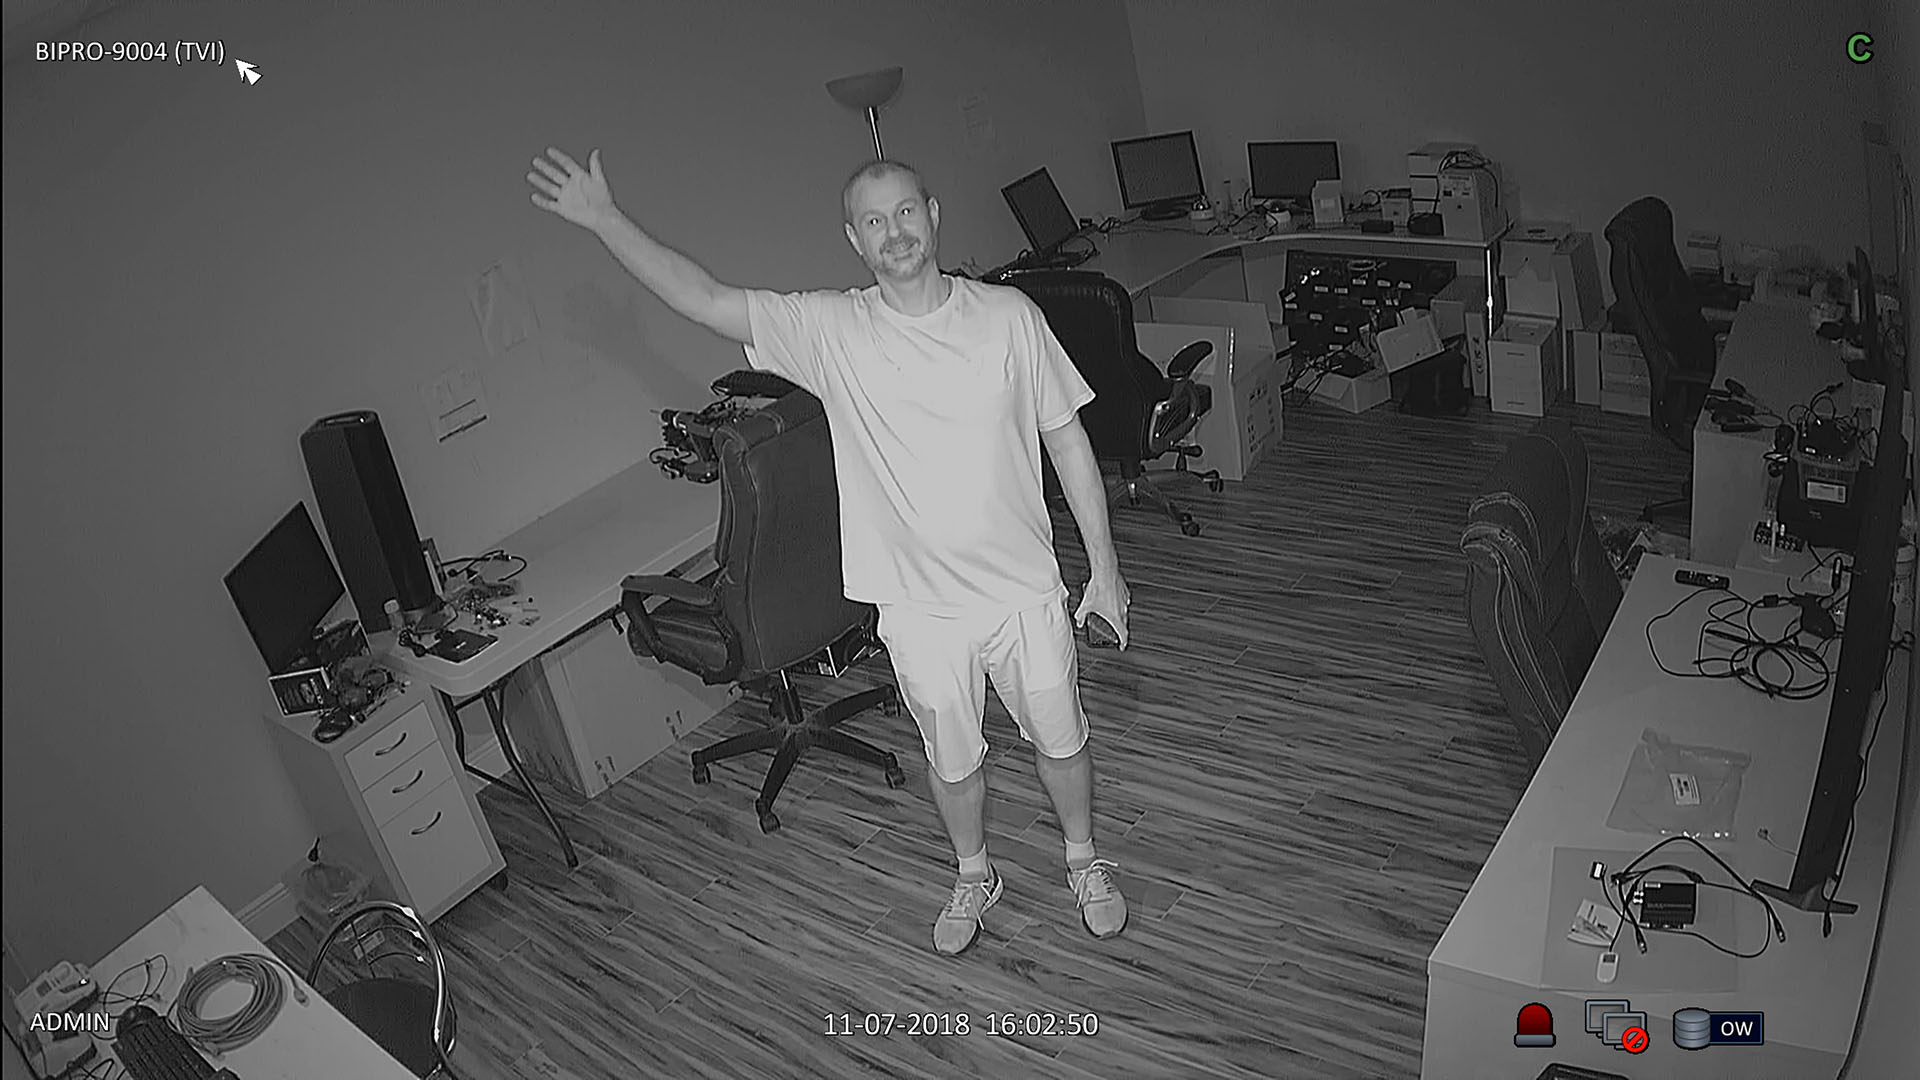 BIPRO-9004 (TVI)
C
ADMIN
11-07-2018 16:02:50
OW